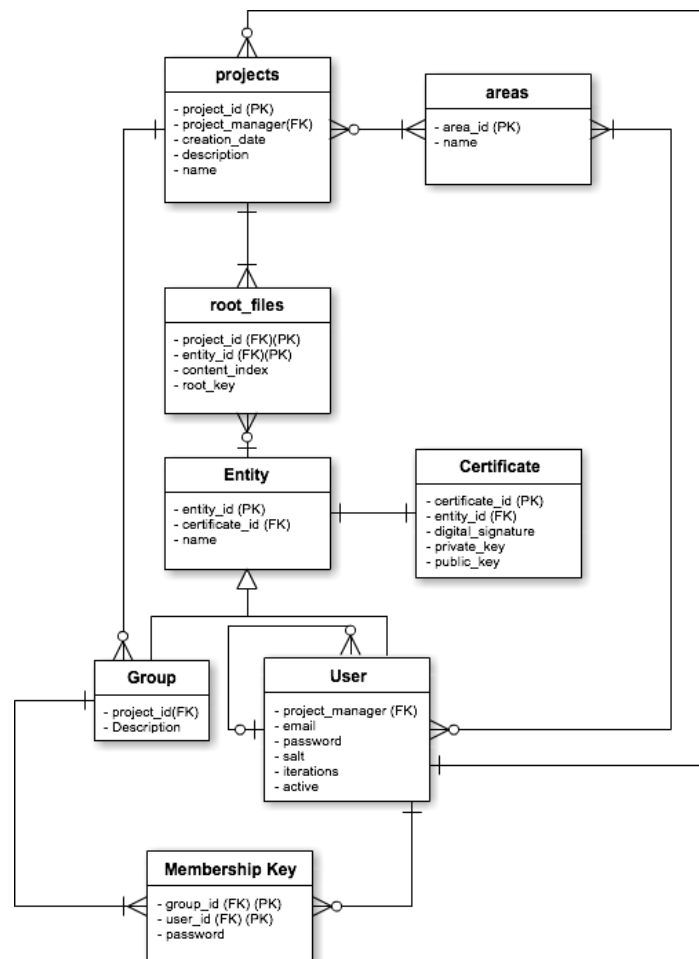 projects
- project_id (PK)
- project_manager(FK)
- creation_date
- description
- name
areas
- area_id (PK)
- name
root_files
- project_id (FK)(PK)
- entity_id (FK)(PK)
- content_index
- root_key
Entity
- entity_id (PK)
- certificate_id (FK)
- name
Certificate
- certificate_id (PK)
- entity_id (FK)
- digital_signature
- private_key
- public_key
Group
- project_id(FK)
- Description
User
- project_manager (FK)
- email
- password
- salt
- iterations
- active
Membership Key
- group_id (FK) (PK)
- user_id (FK) (PK)
- password